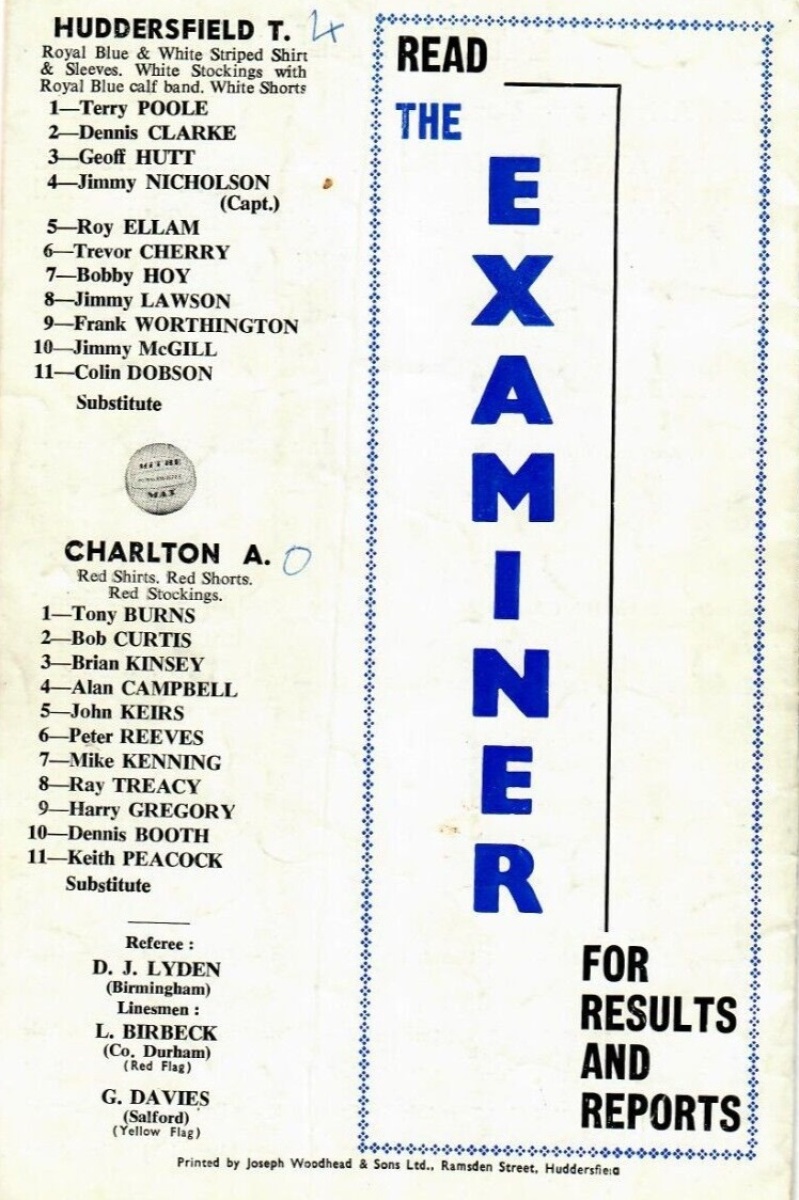 HUDDERSFIELD T. 4
Royal Blue & White Striped Shirt
& Sleeves. White Stockings with
Royal Blue calf band. White Shorts
1—Terry POOLE
2—Dennis CLARKE
3—Geoff HUTT
4—Jimmy NICHOLSON
(Capt.)
5—Roy ELLAM
6—Trevor CHERRY
7—Bobby HOY
8—Jimmy LAWSON
9—Frank WORTHINGTON
10—Jimmy McGILL
11—Colin DOBSON
Substitute
MITRE
MAX
CHARLTON A. 0
Red Shirts. Red Shorts.
Red Stockings.
1—Tony BURNS
2—Bob CURTIS
3—Brian KINSEY
4—Alan CAMPBELL
5—John KEIRS
6—Peter REEVES
7—Mike KENNING
8—Ray TREACY
9—Harry GREGORY
10—Dennis BOOTH
11—Keith PEACOCK
Substitute
Referee :
D. J. LYDEN
(Birmingham)
Linesmen :
L. BIRBECK
(Co. Durham)
(Red Flag)
G. DAVIES
(Salford)
(Yellow Flag)
READ
THE
EXAMINER
FOR
RESULTS
AND
REPORTS
Printed by Joseph Woodhead & Sons Ltd., Ramsden Street, Huddersfield